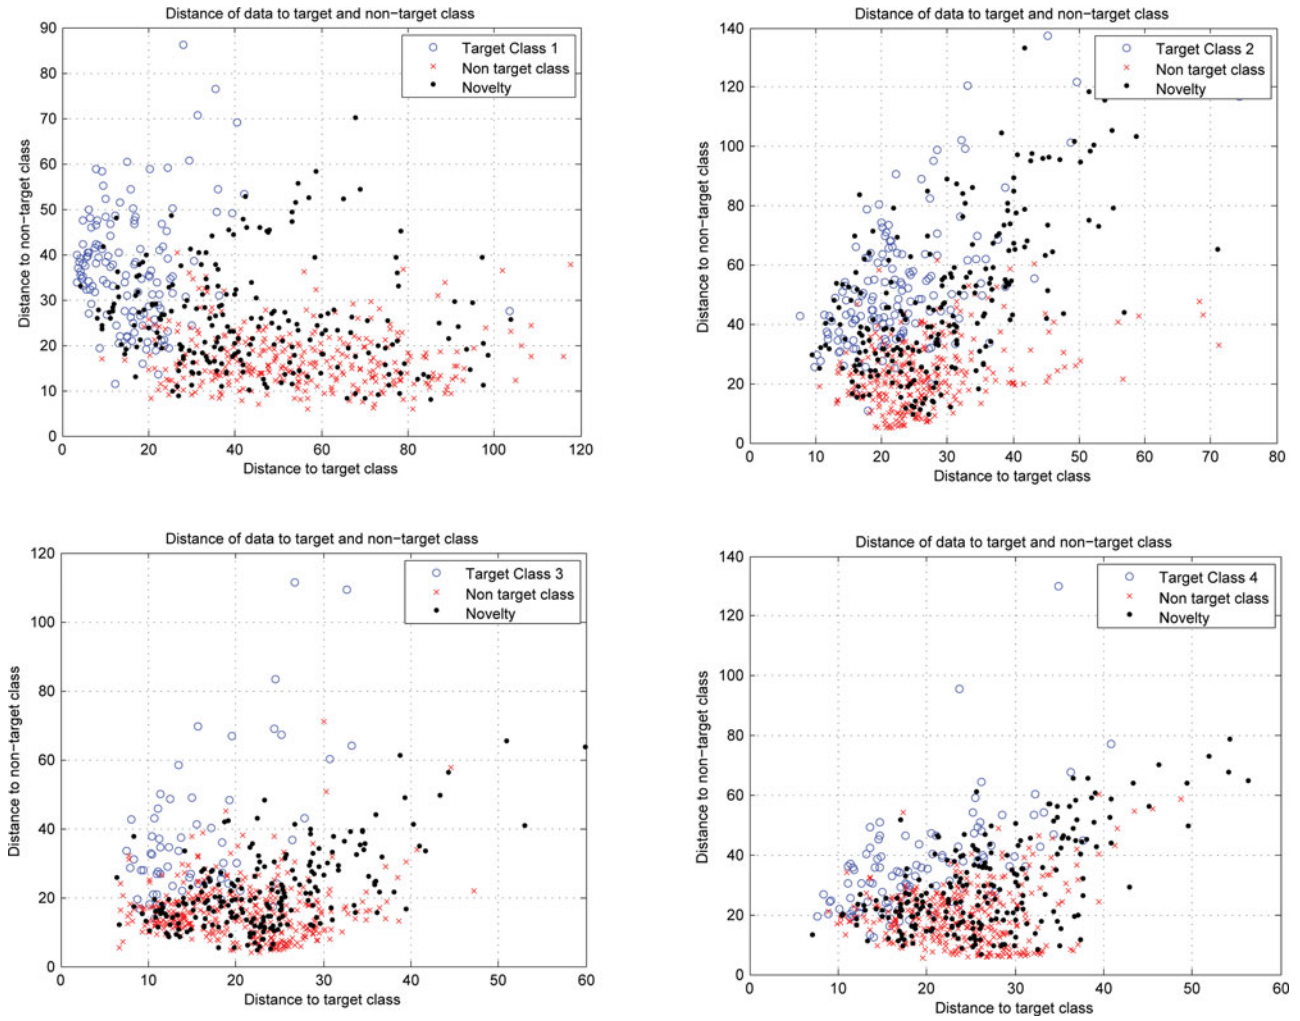 Distance of data to target and non-target class
Distance to non-target class
90
80
70
60
50
40
30
20
10
0
Target Class 1
Non target class
Novelty
0 20 40 60 80 100 120
Distance to target class
Distance of data to target and non-target class
Distance to non-target class
140
120
100
80
60
40
20
0
Target Class 2
Non target class
Novelty
0 10 20 30 40 50 60 70 80
Distance to target class
Distance of data to target and non-target class
Distance to non-target class
120
100
80
60
40
20
0
Target Class 3
Non target class
Novelty
0 10 20 30 40 50 60
Distance to target class
Distance of data to target and non-target class
Distance to non-target class
140
120
100
80
60
40
20
0
Target Class 4
Non target class
Novelty
0 10 20 30 40 50 60
Distance to target class